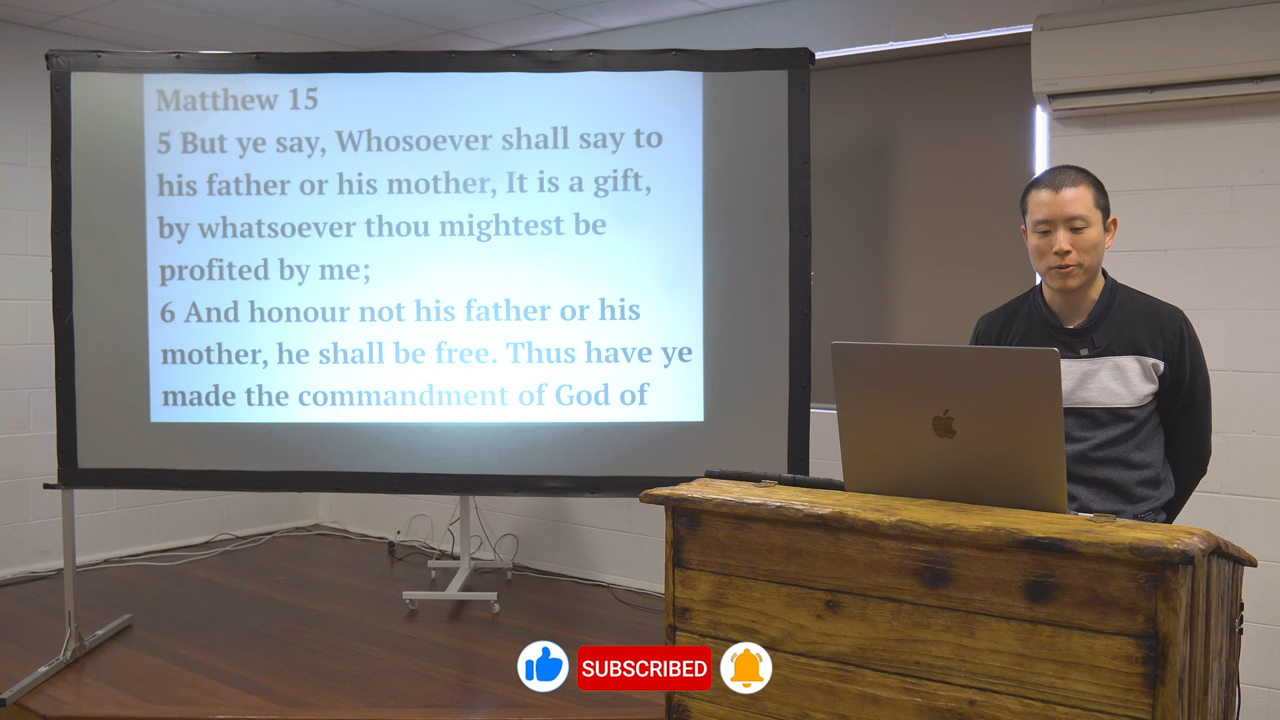 Matthew 15
5 But ye say, Whosoever shall say to
his father or his mother, It is a gift,
by whatsoever thou mightest be
profited by me;
6 And honour not his father or his
mother, he shall be free. Thus have ye
made the commandment of God of
SUBSCRIBED